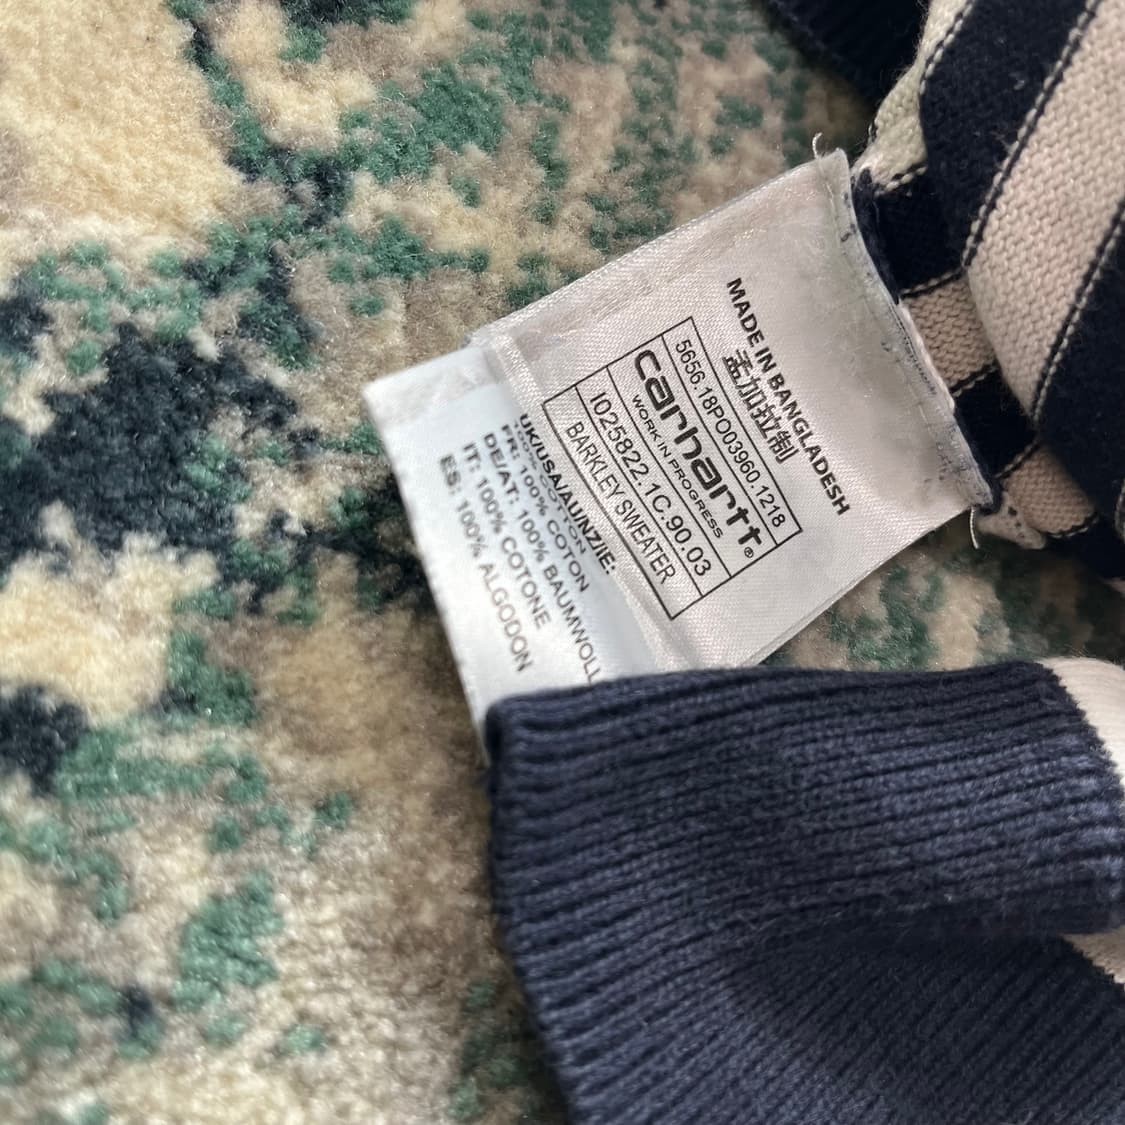 MADE IN BANGLADESH
孟加拉制
5656.18PO03960.1218
carhartt®
WORK IN PROGRESS
I025822.1C.90.03
BARKLEY SWEATER
UK/USA/AU/NZ/IE:
100% COTTON
FR: 100% COTON
DE/AT: 100% BAUMWOLL
IT: 100% COTONE
ES: 100% ALGODON